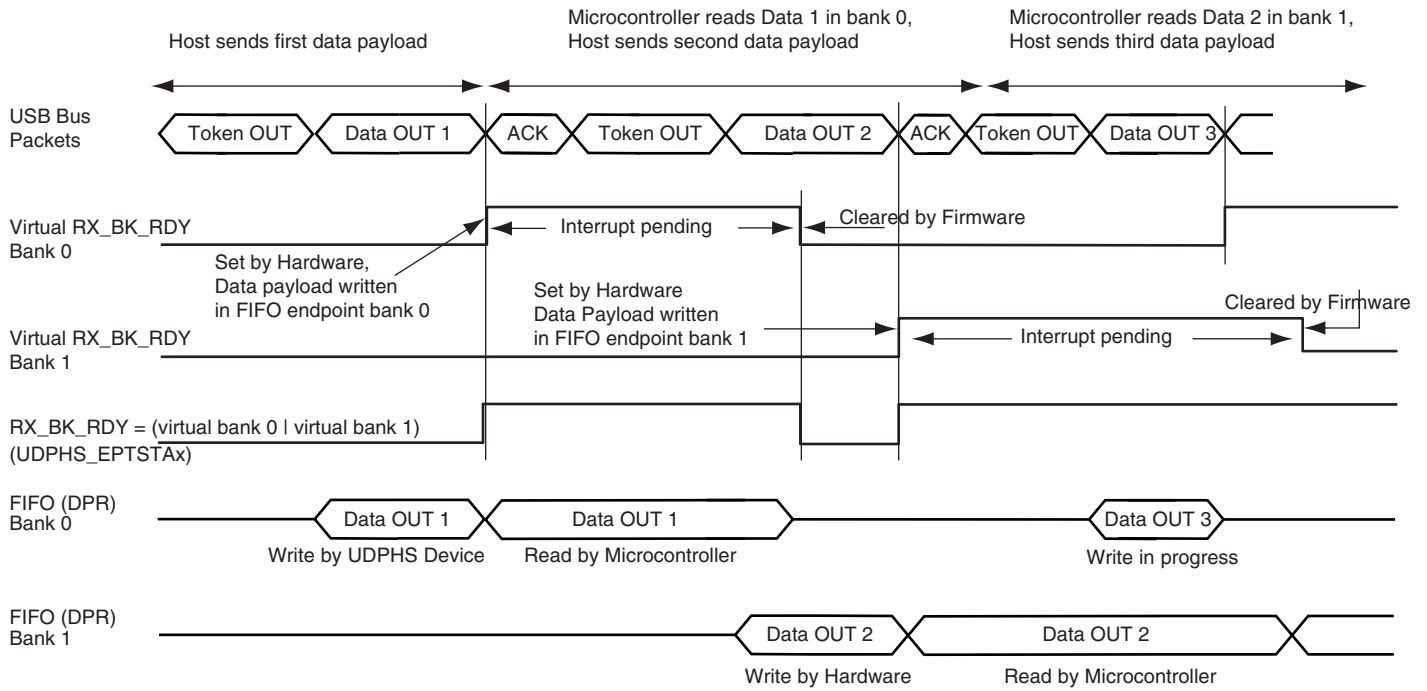 Host sends first data payload
Microcontroller reads Data 1 in bank 0,
Host sends second data payload
Microcontroller reads Data 2 in bank 1,
Host sends third data payload
USB Bus
Packets
Token OUT
Data OUT 1
ACK
Token OUT
Data OUT 2
ACK
Token OUT
Data OUT 3
Virtual RX_BK_RDY
Bank 0
Interrupt pending
Cleared by Firmware
Set by Hardware,
Data payload written
in FIFO endpoint bank 0
Set by Hardware
Data Payload written
in FIFO endpoint bank 1
Cleared by Firmware
Virtual RX_BK_RDY
Bank 1
Interrupt pending
RX_BK_RDY = (virtual bank 0 | virtual bank 1)
(UDPHS_EPTSTAx)
FIFO (DPR)
Bank 0
Data OUT 1
Data OUT 1
Data OUT 3
Write by UDPHS Device
Read by Microcontroller
Write in progress
FIFO (DPR)
Bank 1
Data OUT 2
Data OUT 2
Write by Hardware
Read by Microcontroller